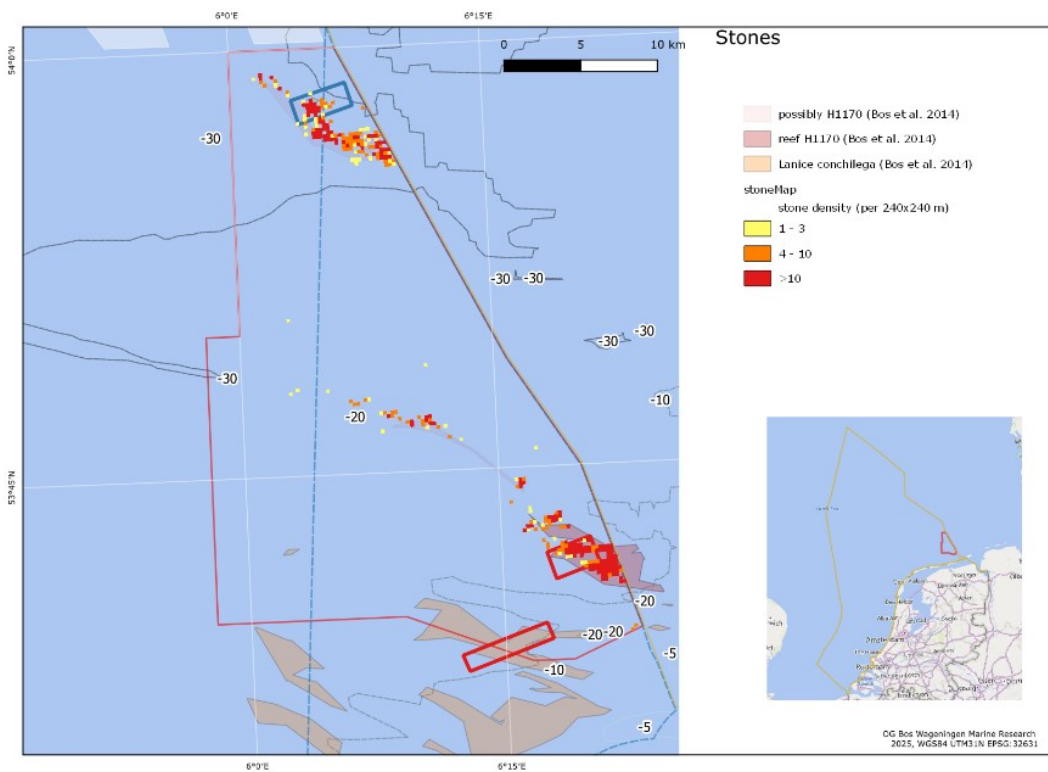 6°0'E
6°15'E
0
5
10 km
Stones
54°0'N
possibly H1170 (Bos et al. 2014)
-30
reef H1170 (Bos et al. 2014)
Lanice conchilega (Bos et al. 2014)
stoneMap
stone density (per 240x240 m)
1 - 3
4 - 10
>10
-30
-30
-30
-30
-30
-10
-20
53°45'N
-20
-20
-20
-5
-10
-5
6°0'E
6°15'E
Amsterdam
Groningen
OG Bos Wageningen Marine Research
2025, WGS84 UTM31N EPSG:32631